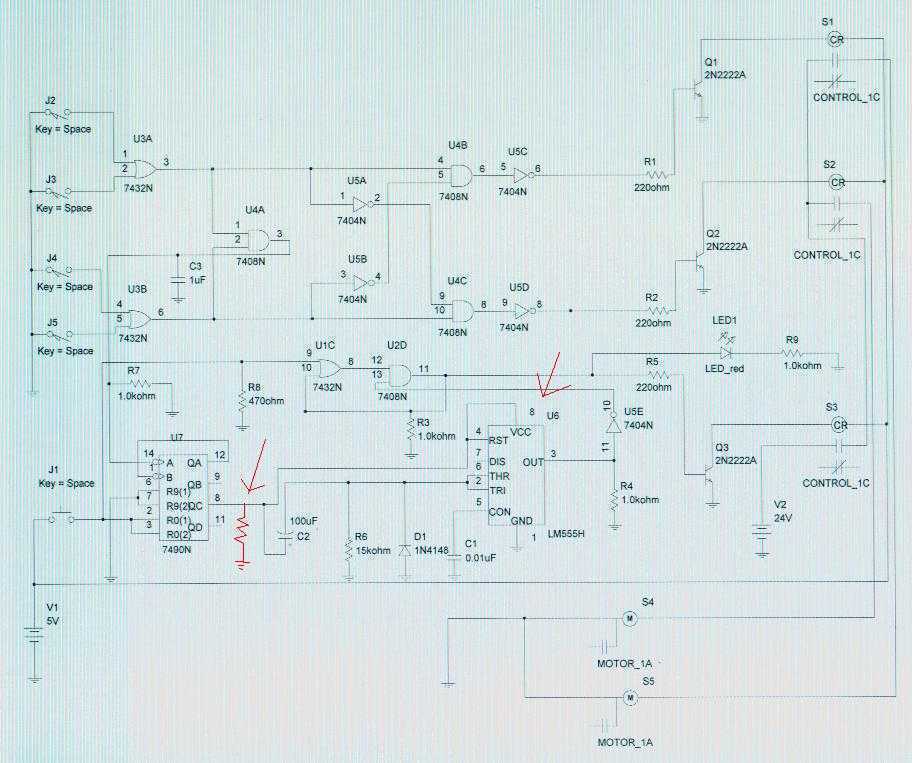 S1
CR
Q1
2N2222A
CONTROL_1C
J2
Key = Space
U3A
1
2
3
7432N
U4B
4
5
6
7408N
U5C
5
6
7404N
R1
220ohm
S2
CR
CONTROL_1C
J3
Key = Space
U5A
1
2
7404N
U4A
1
2
3
7408N
Q2
2N2222A
J4
Key = Space
C3
1uF
U5B
3
4
7404N
U3B
4
5
6
7432N
U4C
9
10
8
7408N
U5D
9
8
7404N
R2
220ohm
J5
Key = Space
LED1
LED_red
R9
1.0kohm
U1C
9
10
8
7432N
U2D
12
13
11
7408N
R5
220ohm
R7
1.0kohm
R8
470ohm
R3
1.0kohm
U6
8
VCC
4
RST
7
DIS
6
THR
2
TRI
5
CON
OUT
3
GND
1
LM555H
10
U5E
7404N
11
S3
CR
CONTROL_1C
Q3
2N2222A
U7
14
A
QA
12
1
B
QB
9
6
R9(1)
7
R9(2)
QC
8
2
R0(1)
QD
11
3
R0(2)
7490N
J1
Key = Space
100uF
C2
R6
15kohm
D1
1N4148
C1
0.01uF
R4
1.0kohm
V2
24V
V1
5V
S4
M
MOTOR_1A
S5
M
MOTOR_1A